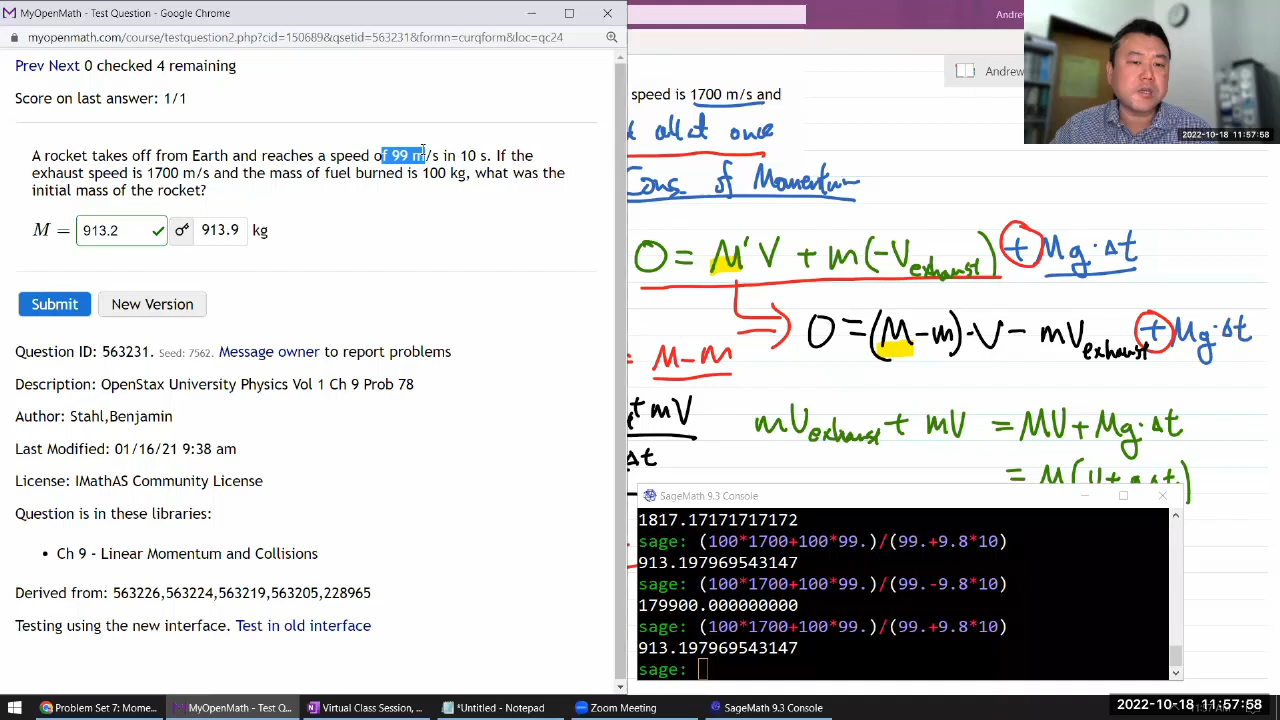 MyOpenMath - Test Question - Google Chrome
myopenmath.com/course/testquestion2.php?cid=150689&qsetid=563231&formn=curqform&loc=qc24
Prev Next 0 checked 4 remaining
Score on last answer: 1/1
A rocket takes off from Earth and reaches a speed of 99 m/s in 10 s. If the
exhaust speed is 1700 m/s and the mass of fuel burned is 100 kg, what was the
initial mass of the rocket?
M = 913.2 913.9 kg
Submit New Version
Question ID: 563231. Seed: 7562. Message owner to report problems
Description: OpenStax University Physics Vol 1 Ch 9 Prob 78
Author: Stahl,Benjamin
Last Modified: 01/16/21 9:38 am
License: IMathAS Community License
Question is in these libraries:
• Ch 9 - Linear Momentum and Collisions
Derived from: 563226,563224,563219,563205,228965
Testing using the new interface. Test in old interface
Andrew
Andrew
speed is 1700 m/s and
all at once
Cons. of Momentum
0 = M'V + m(-Vexhaust) + Mg·Δt
0 = (M-m)·V - mVexhaust + Mg·Δt
= M-m
+mV
Δt
mVexhaust + mV = MV + Mg·Δt
= M(V+g·Δt)
SageMath 9.3 Console
1817.17171717172
sage: (100*1700+100*99.)/(99.+9.8*10)
913.197969543147
sage: (100*1700+100*99.)/(99.-9.8*10)
179900.000000000
sage: (100*1700+100*99.)/(99.+9.8*10)
913.197969543147
sage:
2022-10-18 11:57:58
Problem Set 7: Mome... MyOpenMath - Test Q... Virtual Class Session, ... *Untitled - Notepad Zoom Meeting SageMath 9.3 Console
2022-10-18 11:57:58